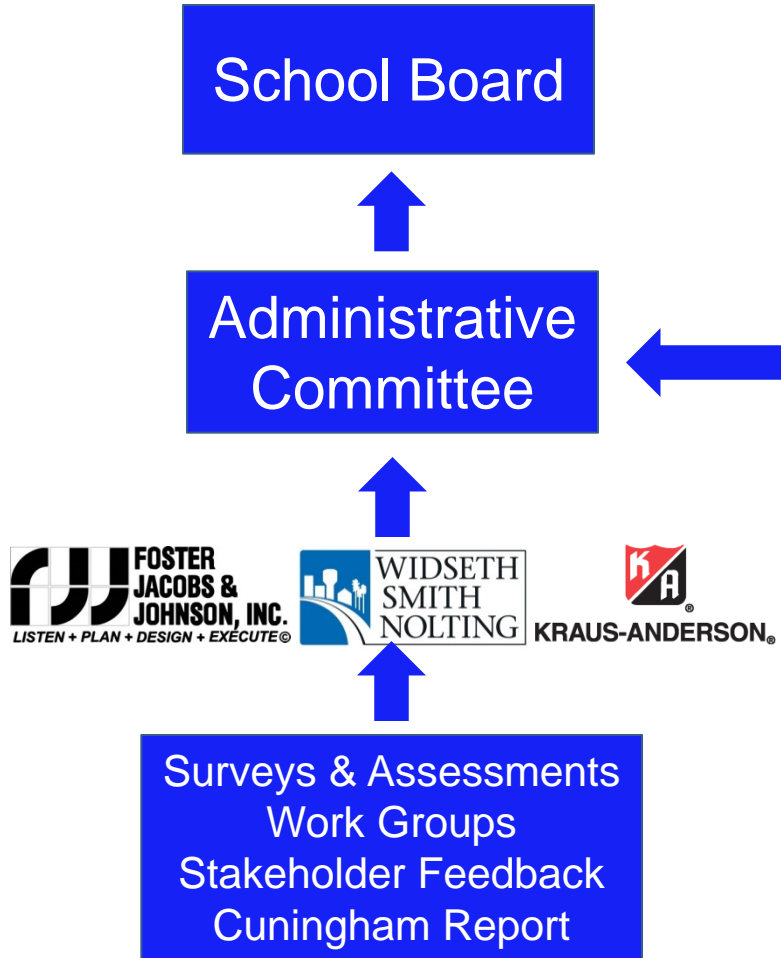 School Board
Administrative
Committee
FOSTER
JACOBS &
JOHNSON, INC.
LISTEN + PLAN + DESIGN + EXECUTE©
WIDSETH
SMITH
NOLTING
KA
®
KRAUS-ANDERSON®
Surveys & Assessments
Work Groups
Stakeholder Feedback
Cuningham Report